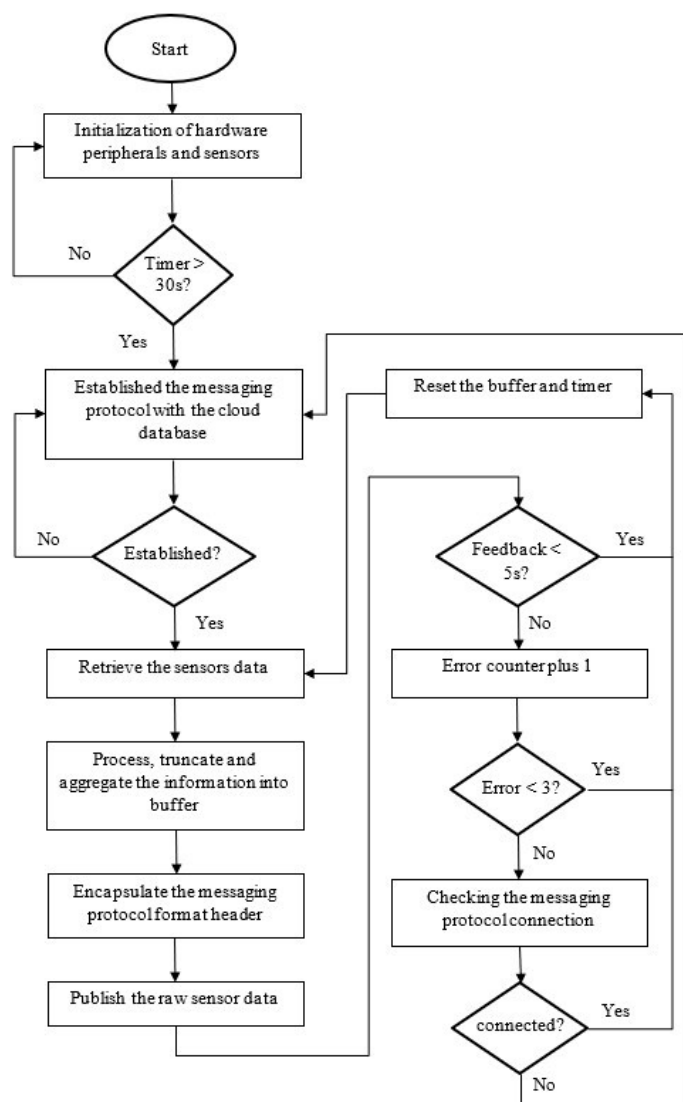 Start
Initialization of hardware
peripherals and sensors
No
Timer >
30s?
Yes
Established the messaging
protocol with the cloud
database
No
Established?
Yes
Retrieve the sensors data
Process, truncate and
aggregate the information into
buffer
Encapsulate the messaging
protocol format header
Publish the raw sensor data
Reset the buffer and timer
Feedback <
5s?
Yes
No
Error counter plus 1
Error < 3?
Yes
No
Checking the messaging
protocol connection
connected?
Yes
No